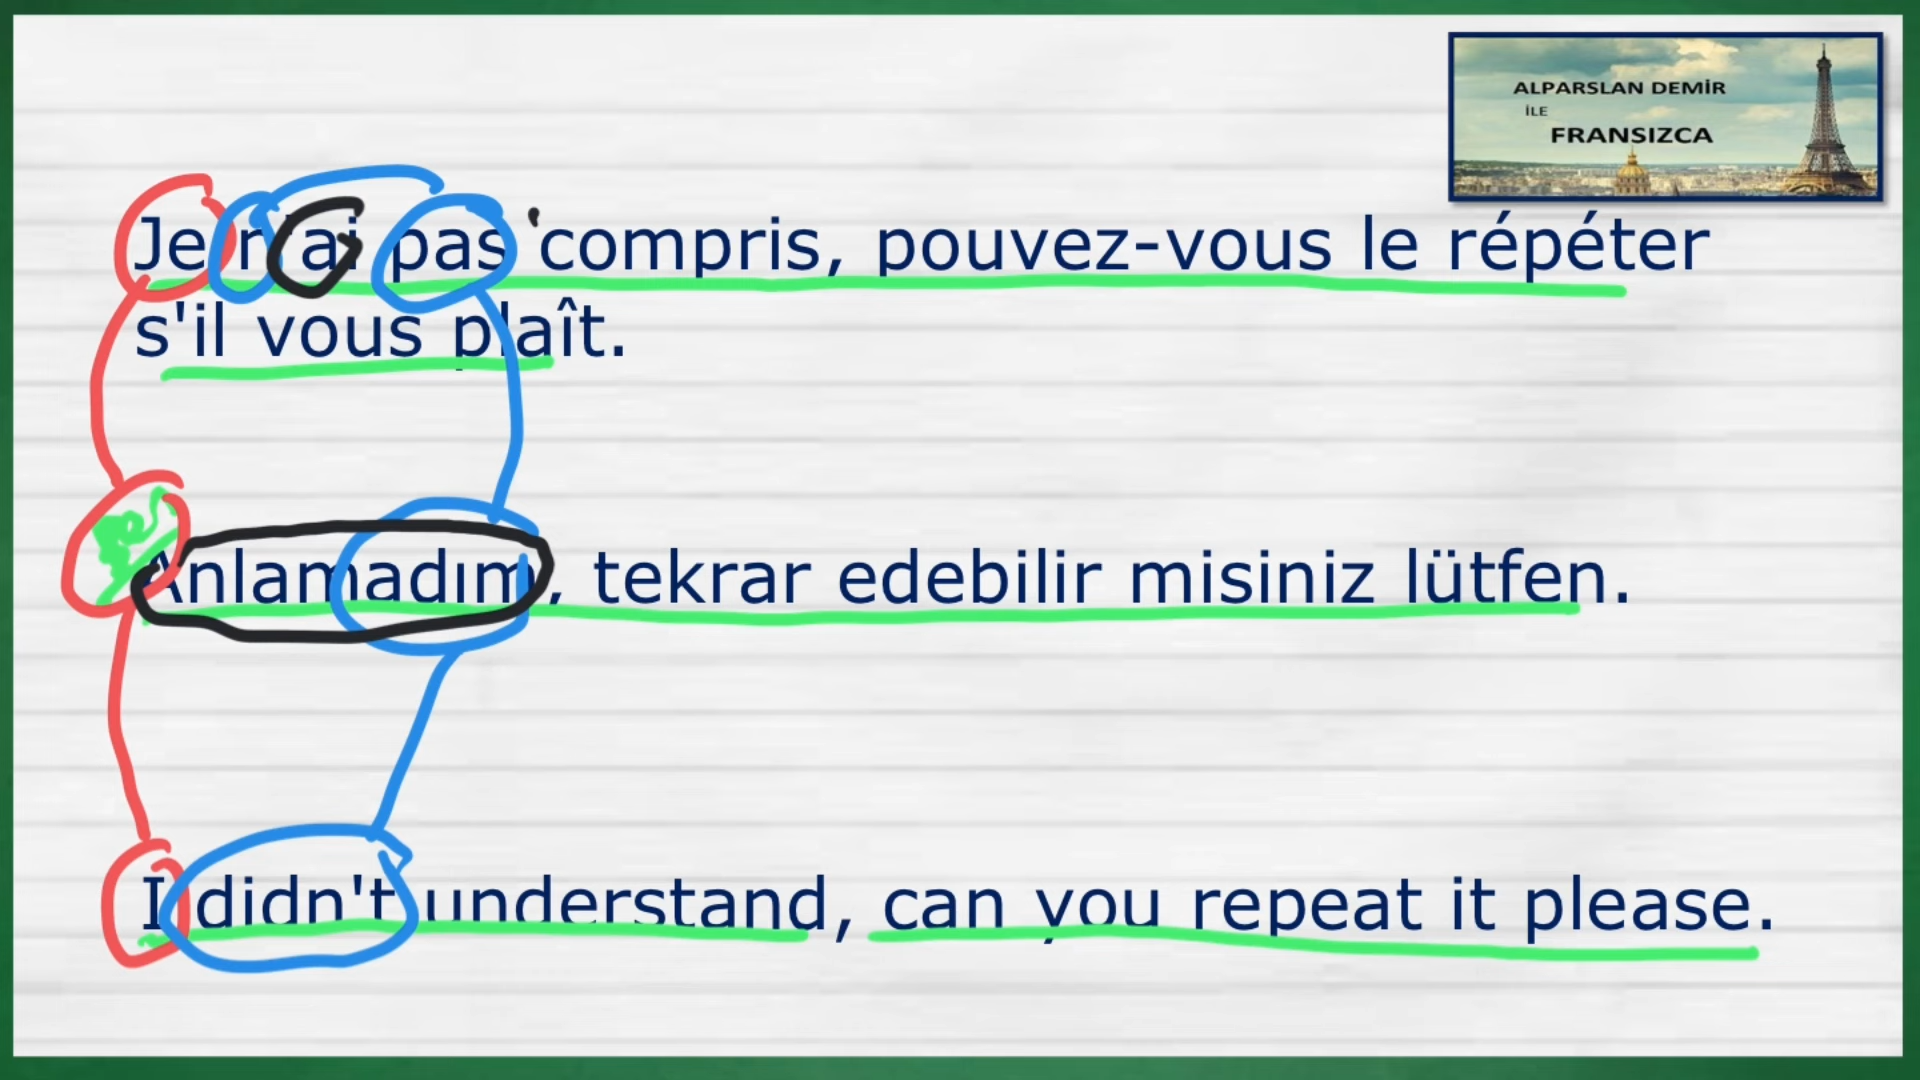 ALPARSLAN DEMİR
İLE
FRANSIZCA
Je n'ai pas compris, pouvez-vous le répéter
s'il vous plaît.
Anlamadım, tekrar edebilir misiniz lütfen.
I didn't understand, can you repeat it please.